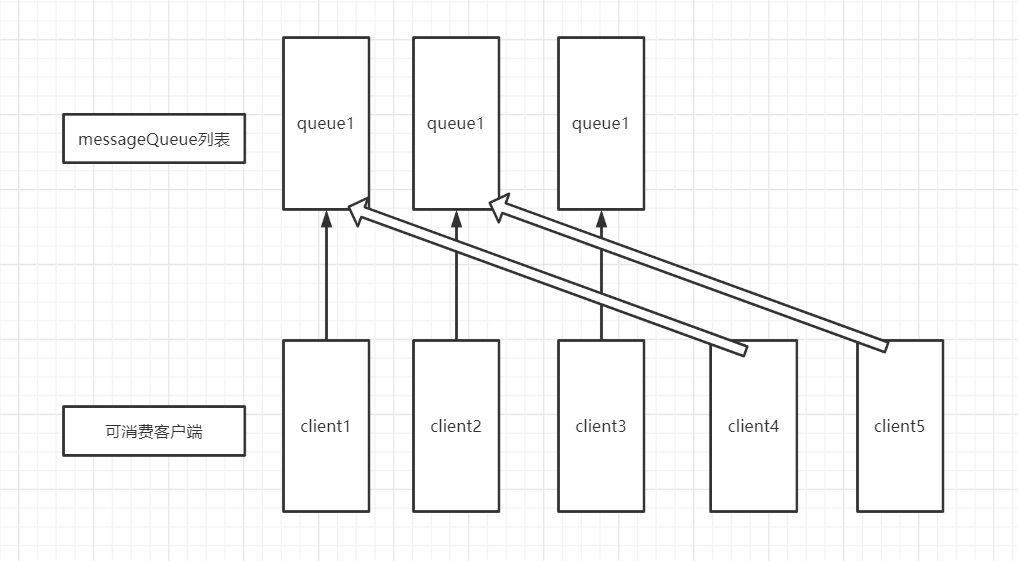 queue1
queue1
queue1
messageQueue列表
client1
client2
client3
client4
client5
可消费客户端